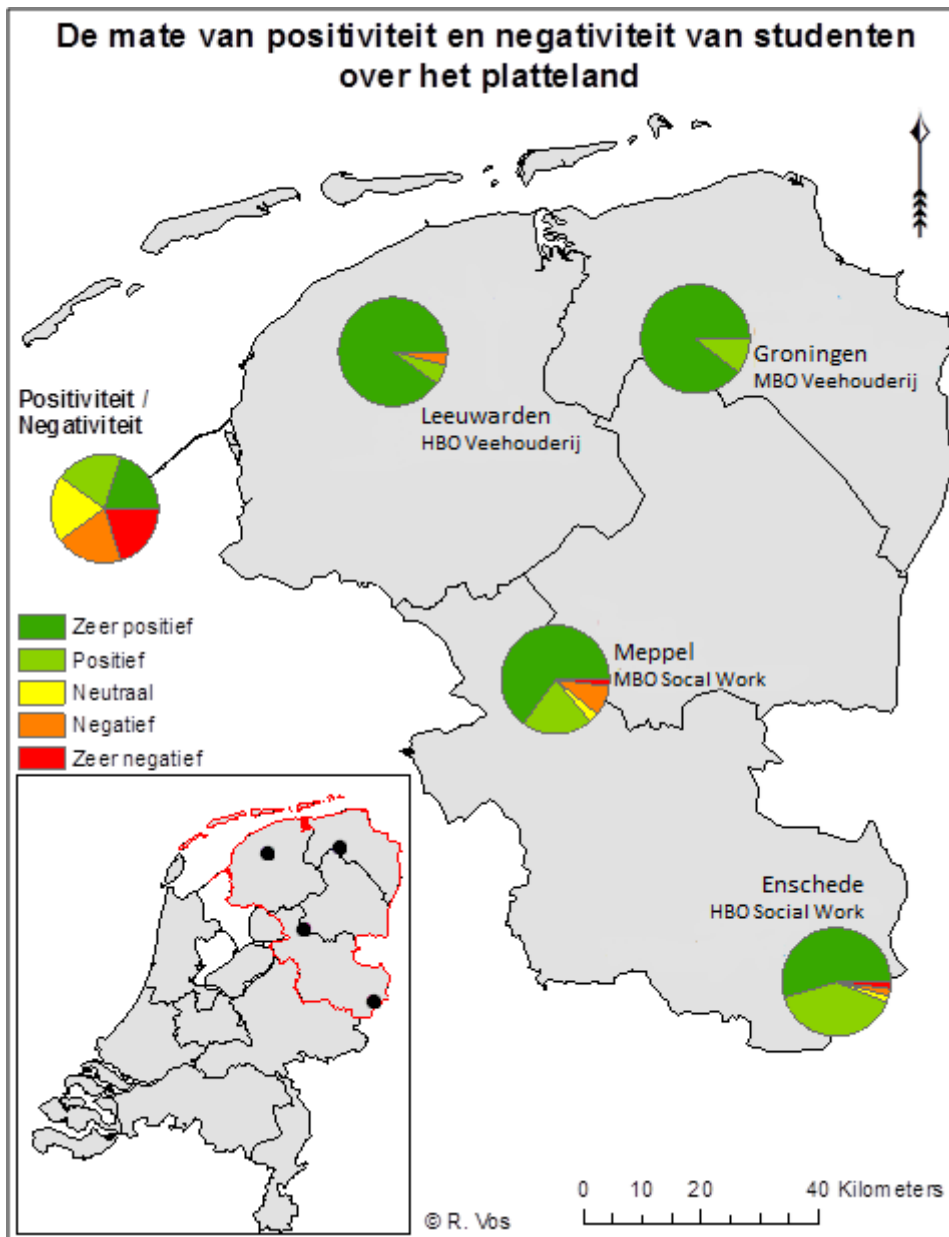 De mate van positiviteit en negativiteit van studenten
over het platteland
Groningen
MBO Veehouderij
Leeuwarden
HBO Veehouderij
Positiviteit /
Negativiteit
Zeer positief
Positief
Neutraal
Negatief
Zeer negatief
Meppel
MBO Socal Work
Enschede
HBO Social Work
0 10 20 40 Kilometers
© R. Vos